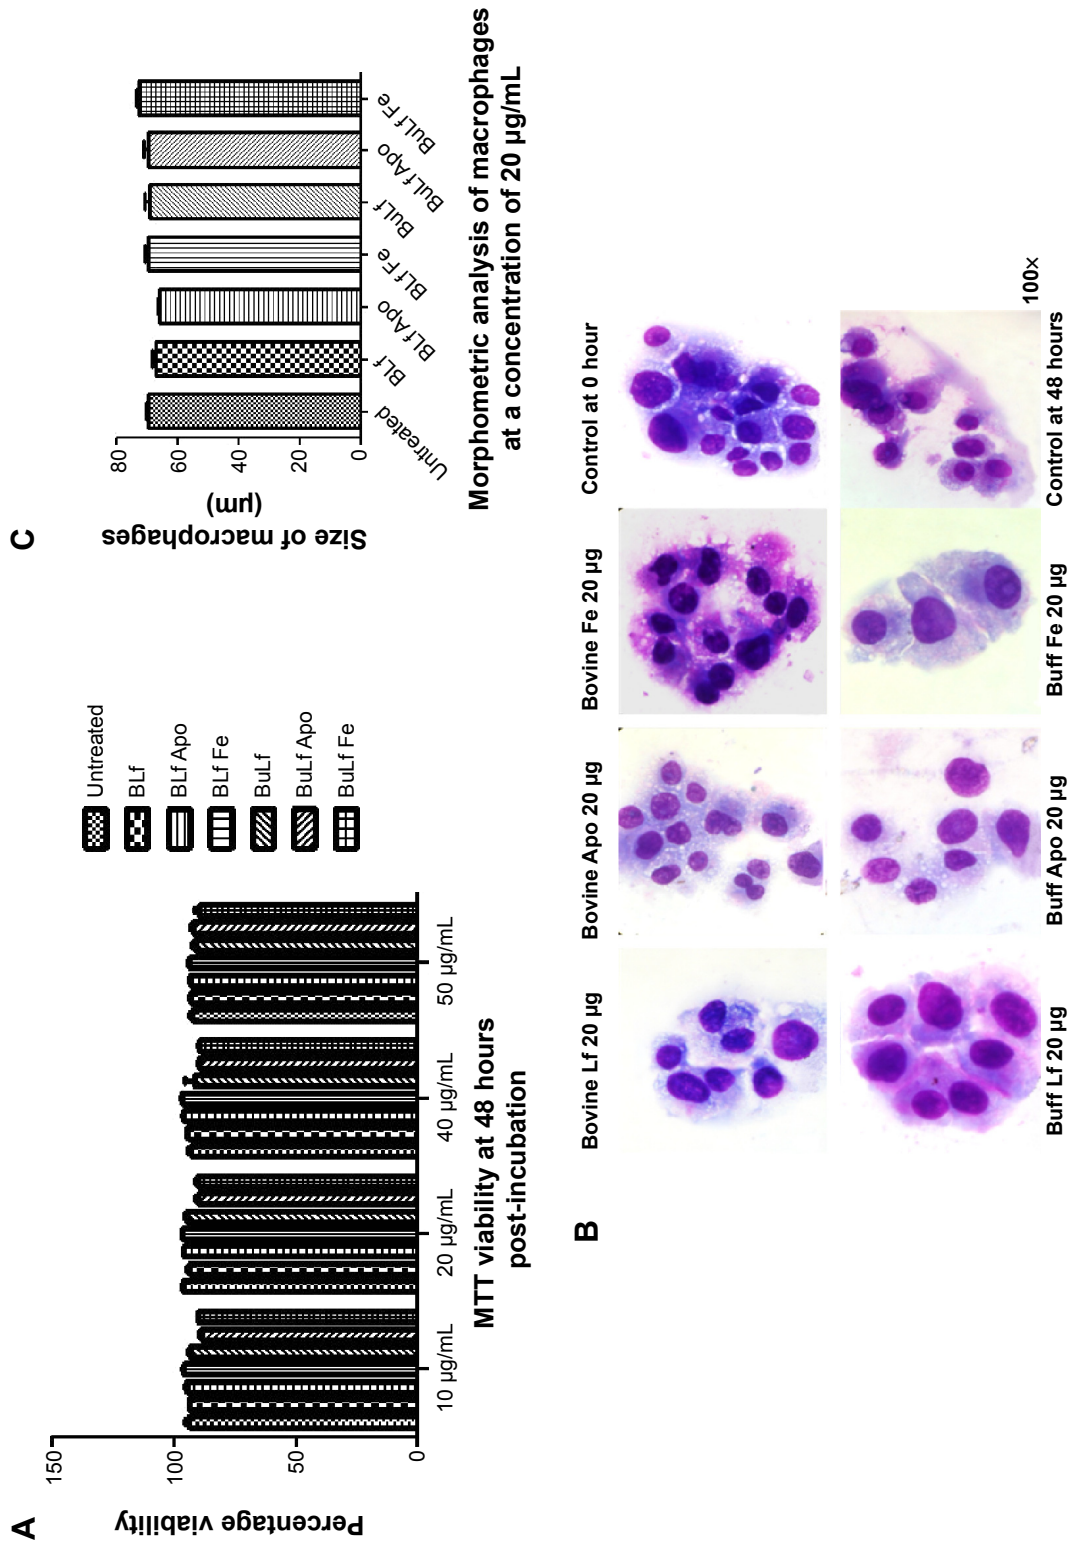 A
Percentage viability
150
100
50
0
10 µg/mL
20 µg/mL
40 µg/mL
50 µg/mL
MTT viability at 48 hours
post-incubation
Untreated
BLf
BLf Apo
BLf Fe
BuLf
BuLf Apo
BuLf Fe
C
Size of macrophages
(µm)
80
60
40
20
0
Untreated
BLf
BLf Apo
BLf Fe
BuLf
BuLf Apo
BuLf Fe
Morphometric analysis of macrophages
at a concentration of 20 µg/mL
B
Bovine Lf 20 µg
Bovine Apo 20 µg
Bovine Fe 20 µg
Control at 0 hour
Buff Lf 20 µg
Buff Apo 20 µg
Buff Fe 20 µg
Control at 48 hours
100×